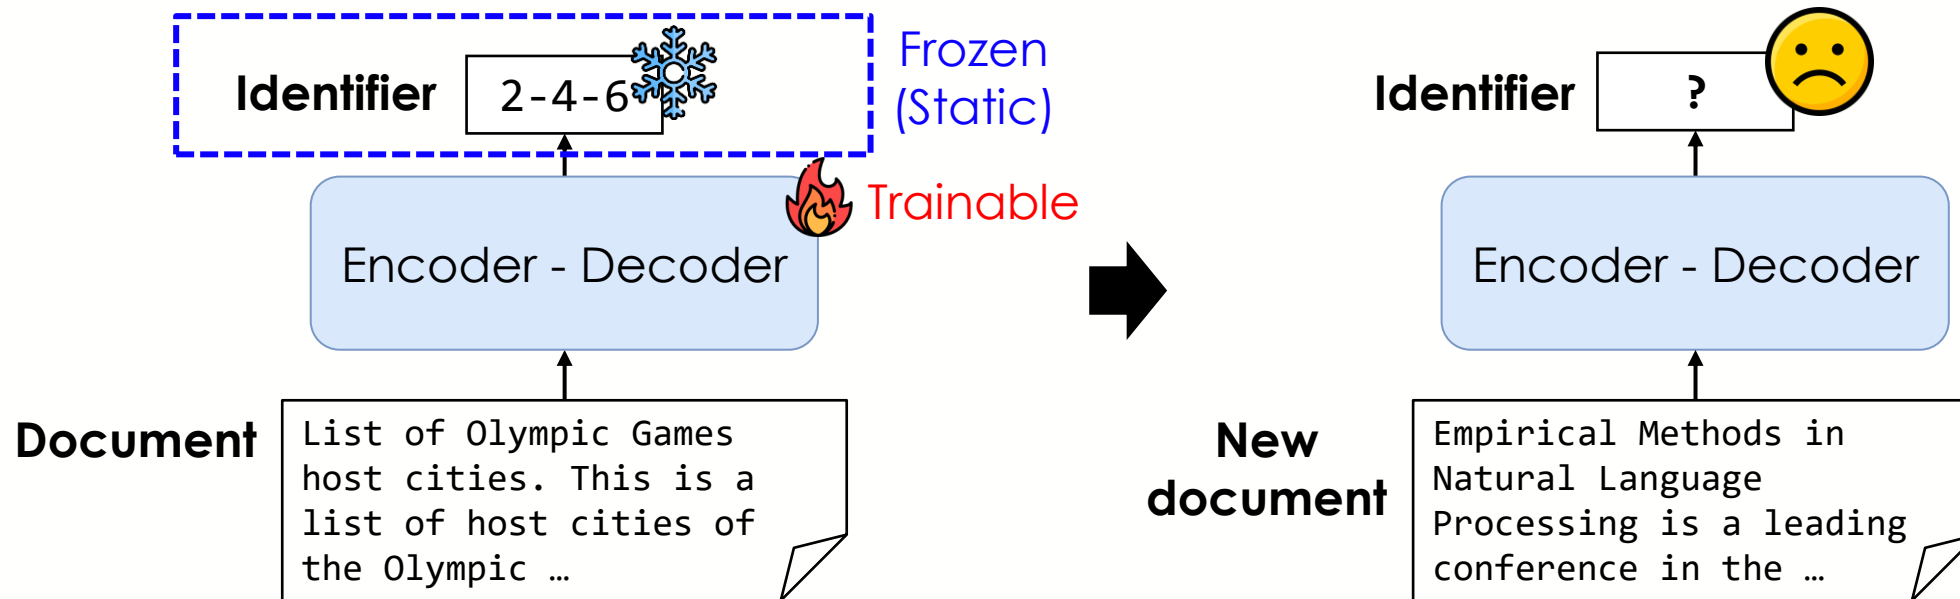 Identifier
2-4-6
Frozen
(Static)
Trainable
Encoder - Decoder
Document
List of Olympic Games
host cities. This is a
list of host cities of
the Olympic …
Identifier
?
Encoder - Decoder
New
document
Empirical Methods in
Natural Language
Processing is a leading
conference in the …